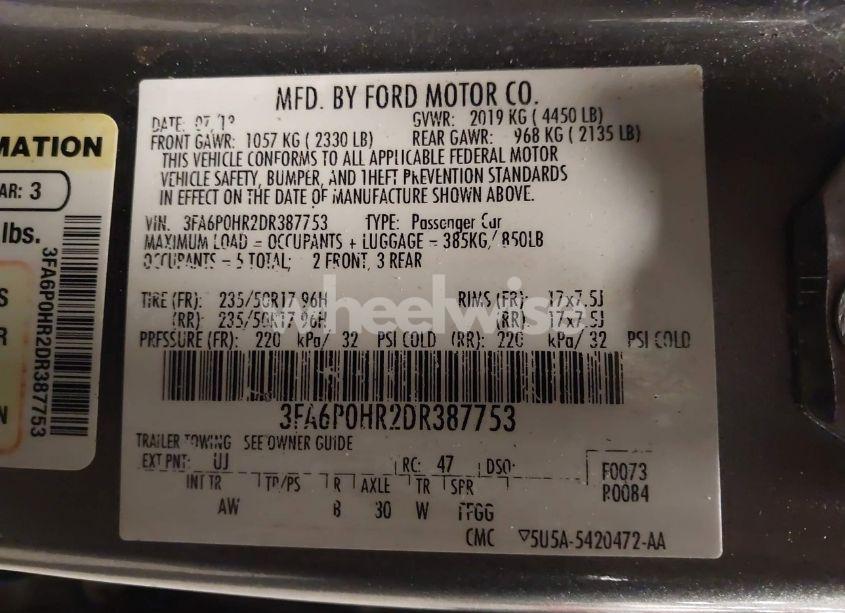 MATION
AR: 3
lbs.
S
R
N
3FA6P0HR2DR387753
MFD. BY FORD MOTOR CO.
DATE: 07/13 GVWR: 2019 KG ( 4450 LB)
FRONT GAWR: 1057 KG ( 2330 LB) REAR GAWR: 968 KG ( 2135 LB)
THIS VEHICLE CONFORMS TO ALL APPLICABLE FEDERAL MOTOR
VEHICLE SAFETY, BUMPER, AND THEFT PREVENTION STANDARDS
IN EFFECT ON THE DATE OF MANUFACTURE SHOWN ABOVE.
VIN: 3FA6P0HR2DR387753 TYPE: Passenger Car
MAXIMUM LOAD = OCCUPANTS + LUGGAGE = 385KG/ 850LB
OCCUPANTS = 5 TOTAL; 2 FRONT, 3 REAR
wheelwise
TIRE (FR): 235/50R17 96H RIMS (FR): 17x7.5J
(RR): 235/50R17 96H (RR): 17x7.5J
PRESSURE (FR): 220 kPa/ 32 PSI COLD (RR): 220 kPa/ 32 PSI COLD
3FA6P0HR2DR387753
TRAILER TOWING SEE OWNER GUIDE
EXT PNT: UJ RC: 47 DSO: F0073
INT TR TP/PS R AXLE TR SPR R0084
AW B 30 W FFGG
CMC ▽5U5A-5420472-AA